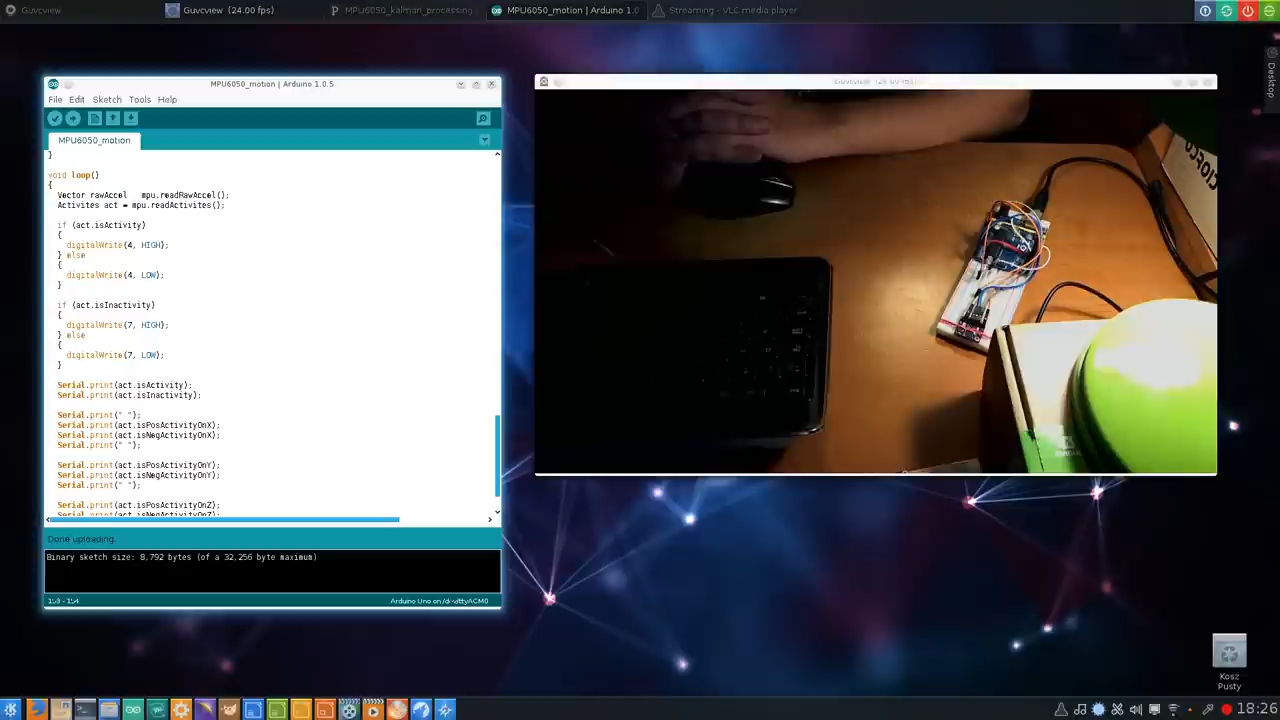 Guvcview
Guvcview (24.00 fps)
MPU6050_kalman_processing
MPU6050_motion | Arduino 1.0
Streaming - VLC media player
Desktop
MPU6050_motion | Arduino 1.0.5
File Edit Sketch Tools Help
MPU6050_motion
}
void loop()
{
Vector rawAccel = mpu.readRawAccel();
Activites act = mpu.readActivites();
if (act.isActivity)
{
digitalWrite(4, HIGH);
} else
{
digitalWrite(4, LOW);
}
if (act.isInactivity)
{
digitalWrite(7, HIGH);
} else
{
digitalWrite(7, LOW);
}
Serial.print(act.isActivity);
Serial.print(act.isInactivity);
Serial.print(" ");
Serial.print(act.isPosActivityOnX);
Serial.print(act.isNegActivityOnX);
Serial.print(" ");
Serial.print(act.isPosActivityOnY);
Serial.print(act.isNegActivityOnY);
Serial.print(" ");
Serial.print(act.isPosActivityOnZ);
Serial.print(act.isNegActivityOnZ);
Done uploading.
Binary sketch size: 8,792 bytes (of a 32,256 byte maximum)
Arduino Uno on /dev/ttyACM0
Kosz
Pusty
18:26